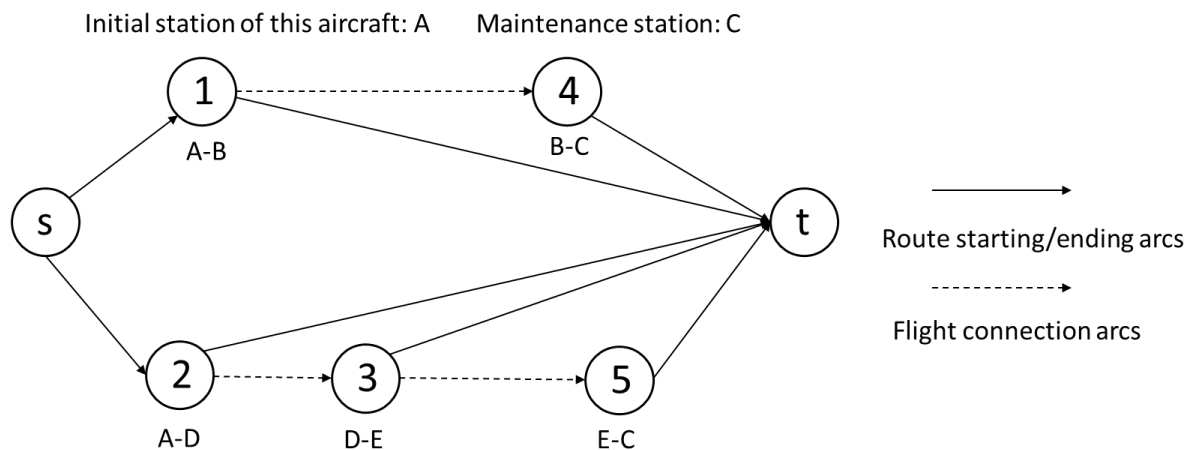 Initial station of this aircraft: A
Maintenance station: C
1
4
A-B
B-C
s
t
Route starting/ending arcs
Flight connection arcs
2
3
5
A-D
D-E
E-C